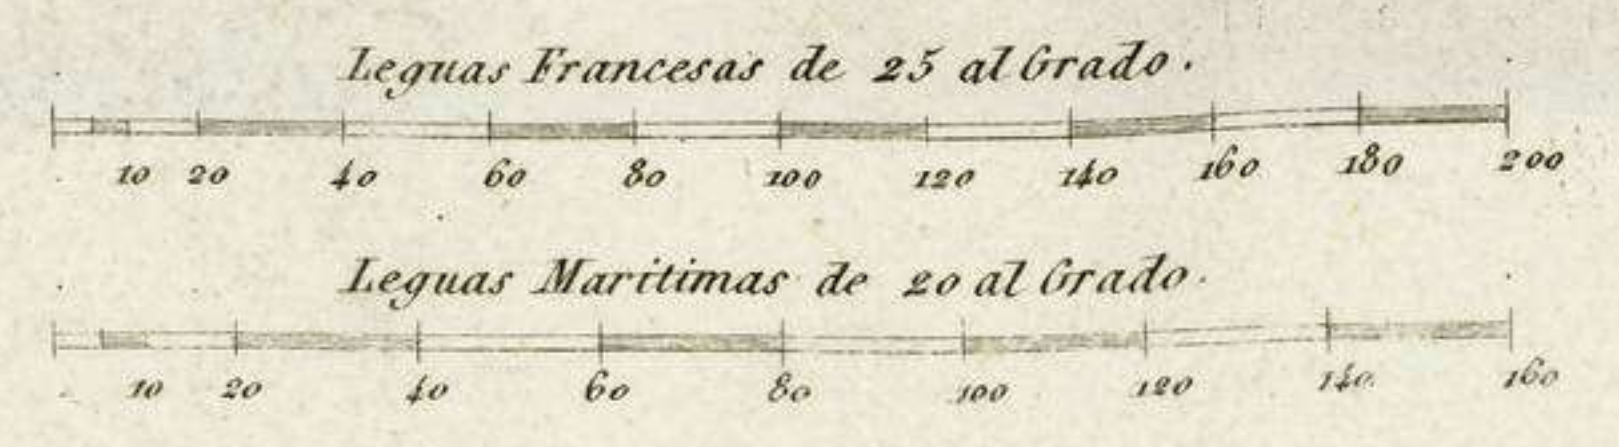 Leguas Francesas de 25 al Grado.
10 20 40 60 80 100 120 140 160 180 200
Leguas Maritimas de 20 al Grado.
10 20 40 60 80 100 120 140 160